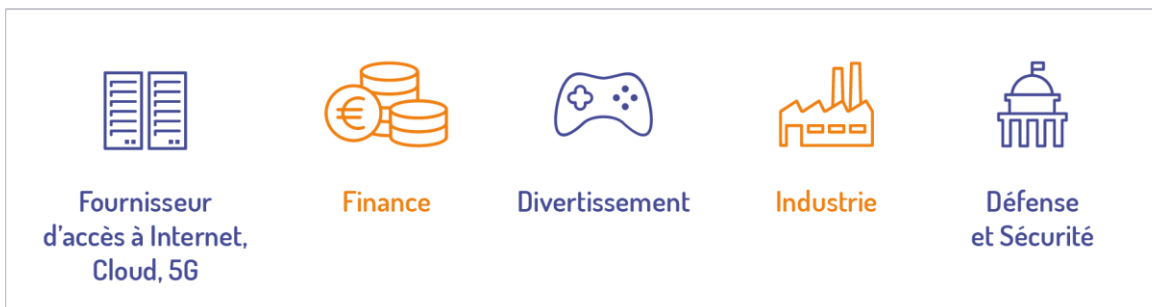 Fournisseur
d'accès à Internet,
Cloud, 5G
Finance
Divertissement
Industrie
Défense
et Sécurité